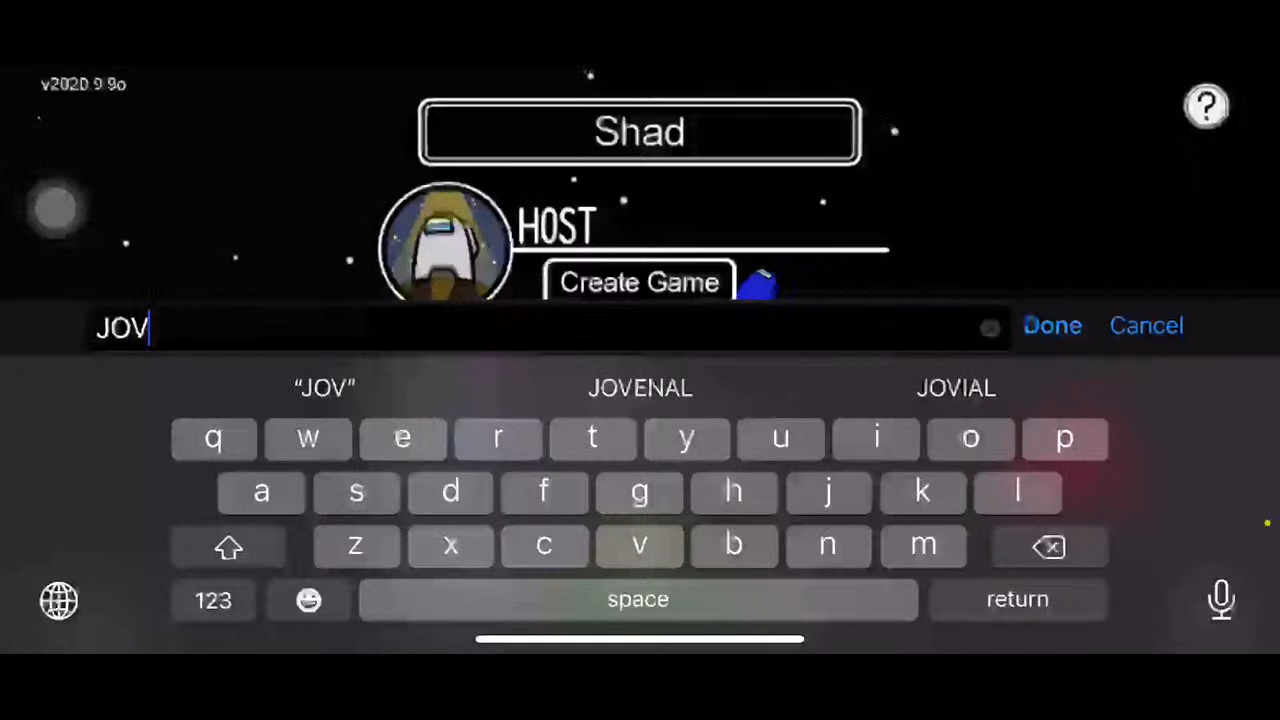 v2020.9.9o
?
Shad
HOST
Create Game
JOV
Done
Cancel
“JOV”
JOVENAL
JOVIAL
q w e r t y u i o p
a s d f g h j k l
z x c v b n m
123
space
return